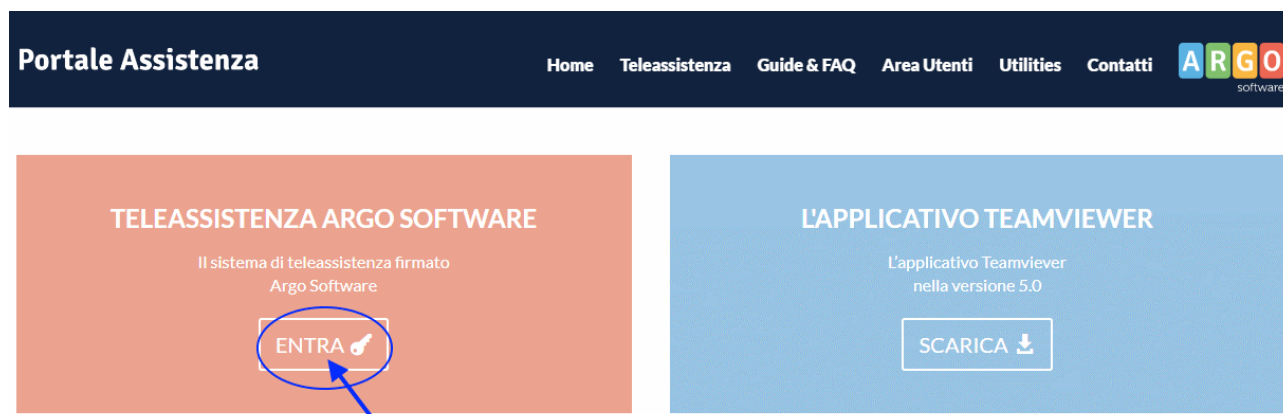 Portale Assistenza
Home Teleassistenza Guide & FAQ Area Utenti Utilities Contatti
ARGO
software
TELEASSISTENZA ARGO SOFTWARE
Il sistema di teleassistenza firmato
Argo Software
ENTRA
L'APPLICATIVO TEAMVIEWER
L'applicativo Teamviever
nella versione 5.0
SCARICA